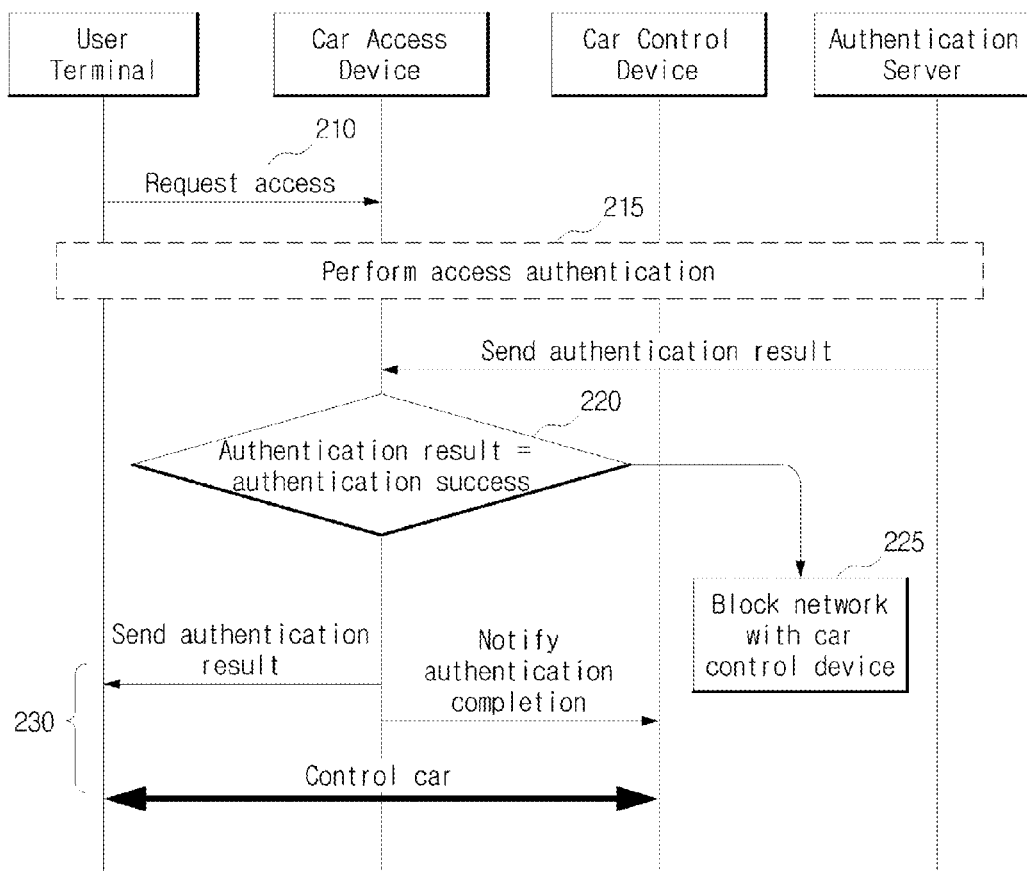 User
Terminal
Car Access
Device
Car Control
Device
Authentication
Server
210
Request access
215
Perform access authentication
Send authentication result
220
Authentication result =
authentication success
225
Block network
with car
control device
Send authentication
result
Notify
authentication
completion
230
Control car